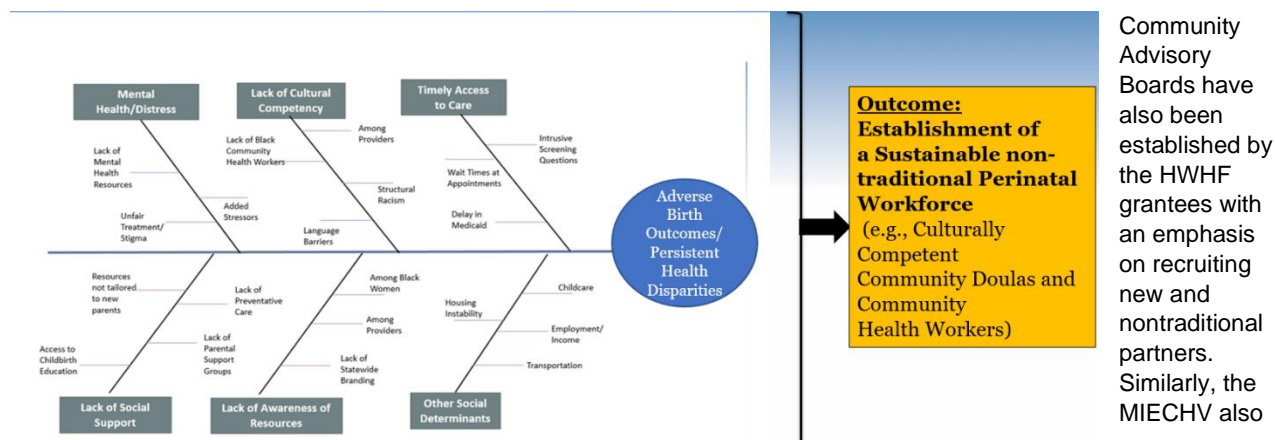 Mental
Health/Distress
Lack of
Mental
Health
Resources
Added
Stressors
Unfair
Treatment/
Stigma
Lack of Cultural
Competency
Among
Providers
Lack of Black
Community
Health Workers
Structural
Racism
Language
Barriers
Timely Access
to Care
Intrusive
Screening
Questions
Wait Times at
Appointments
Delay in
Medicaid
Adverse
Birth
Outcomes/
Persistent
Health
Disparities
Resources
not tailored
to new
parents
Lack of
Preventative
Care
Lack of
Parental
Support
Groups
Access to
Childbirth
Education
Lack of Social
Support
Among Black
Women
Among
Providers
Lack of
Statewide
Branding
Lack of Awareness of
Resources
Childcare
Housing
Instability
Employment/
Income
Transportation
Other Social
Determinants
Outcome:
Establishment of
a Sustainable non-
traditional Perinatal
Workforce
(e.g., Culturally
Competent
Community Doulas and
Community
Health Workers)
Community
Advisory
Boards have
also been
established by
the HWHF
grantees with
an emphasis
on recruiting
new and
nontraditional
partners.
Similarly, the
MIECHV also